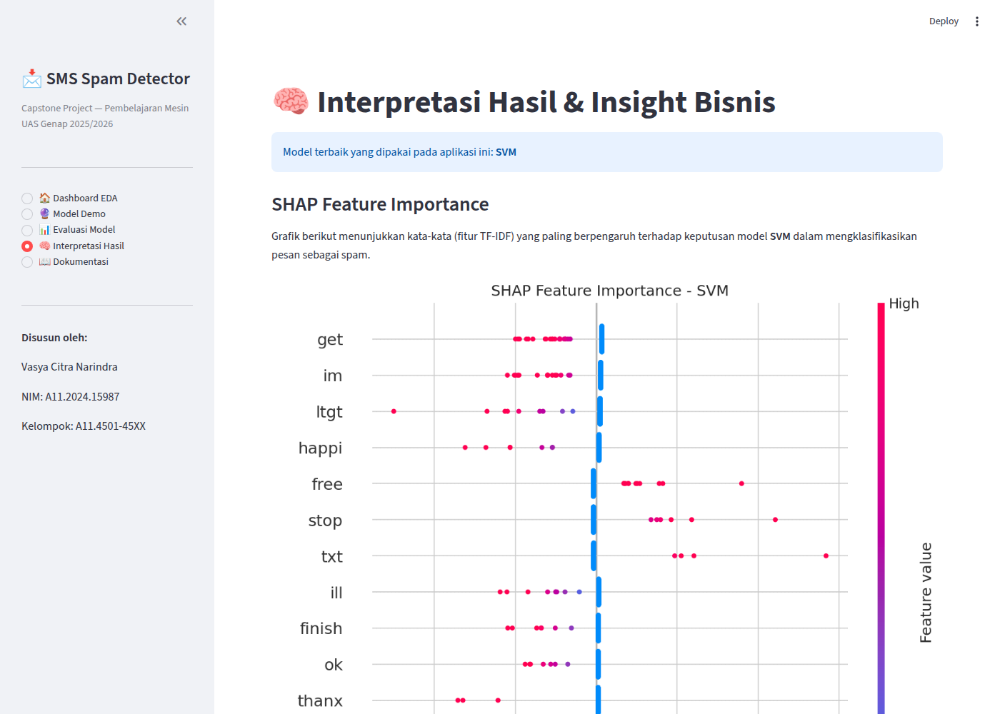 Deploy
SMS Spam Detector
Capstone Project — Pembelajaran Mesin
UAS Genap 2025/2026
Dashboard EDA
Model Demo
Evaluasi Model
Interpretasi Hasil
Dokumentasi
Disusun oleh:
Vasya Citra Narindra
NIM: A11.2024.15987
Kelompok: A11.4501-45XX
Interpretasi Hasil & Insight Bisnis
Model terbaik yang dipakai pada aplikasi ini: SVM
SHAP Feature Importance
Grafik berikut menunjukkan kata-kata (fitur TF-IDF) yang paling berpengaruh terhadap keputusan model SVM dalam mengklasifikasikan
pesan sebagai spam.
SHAP Feature Importance - SVM
High
get
im
ltgt
happi
free
stop
txt
ill
finish
ok
thanx
Feature value